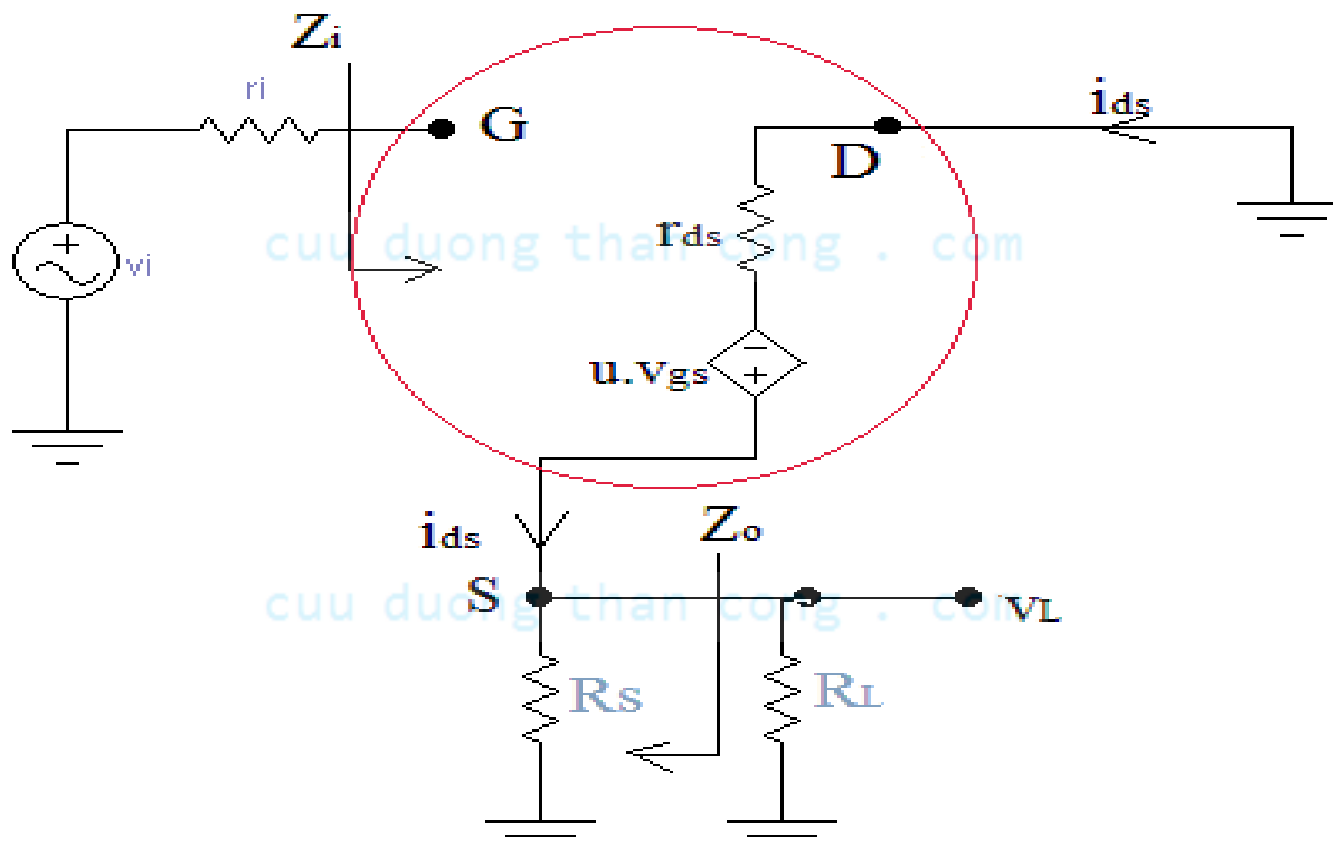 Zi
ri
G
ids
D
cuu duong than cong . com
rds
+
vi
−
u.vgs
+
ids
Zo
S
cuu duong than cong . com
vL
Rs
RL